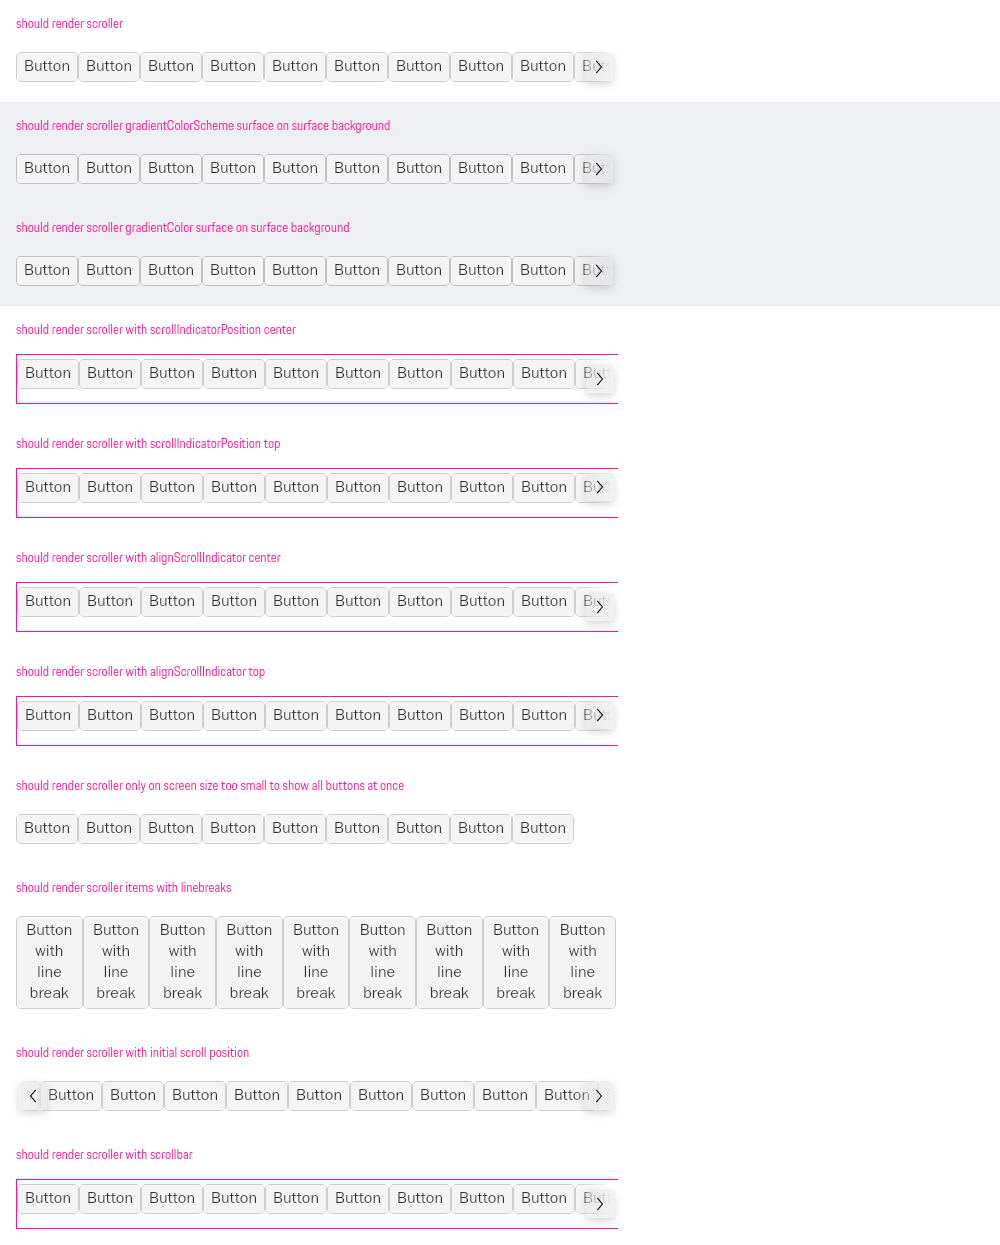 should render scroller
Button Button Button Button Button Button Button Button Button
should render scroller gradientColorScheme surface on surface background
Button Button Button Button Button Button Button Button Button
should render scroller gradientColor surface on surface background
Button Button Button Button Button Button Button Button Button
should render scroller with scrollIndicatorPosition center
Button Button Button Button Button Button Button Button Button
should render scroller with scrollIndicatorPosition top
Button Button Button Button Button Button Button Button Button
should render scroller with alignScrollIndicator center
Button Button Button Button Button Button Button Button Button
should render scroller with alignScrollIndicator top
Button Button Button Button Button Button Button Button Button
should render scroller only on screen size too small to show all buttons at once
Button Button Button Button Button Button Button Button Button
should render scroller items with linebreaks
Button Button Button Button Button Button Button Button Button
with with with with with with with with with
line line line line line line line line line
break break break break break break break break break
should render scroller with initial scroll position
Button Button Button Button Button Button Button Button Button
should render scroller with scrollbar
Button Button Button Button Button Button Button Button Button